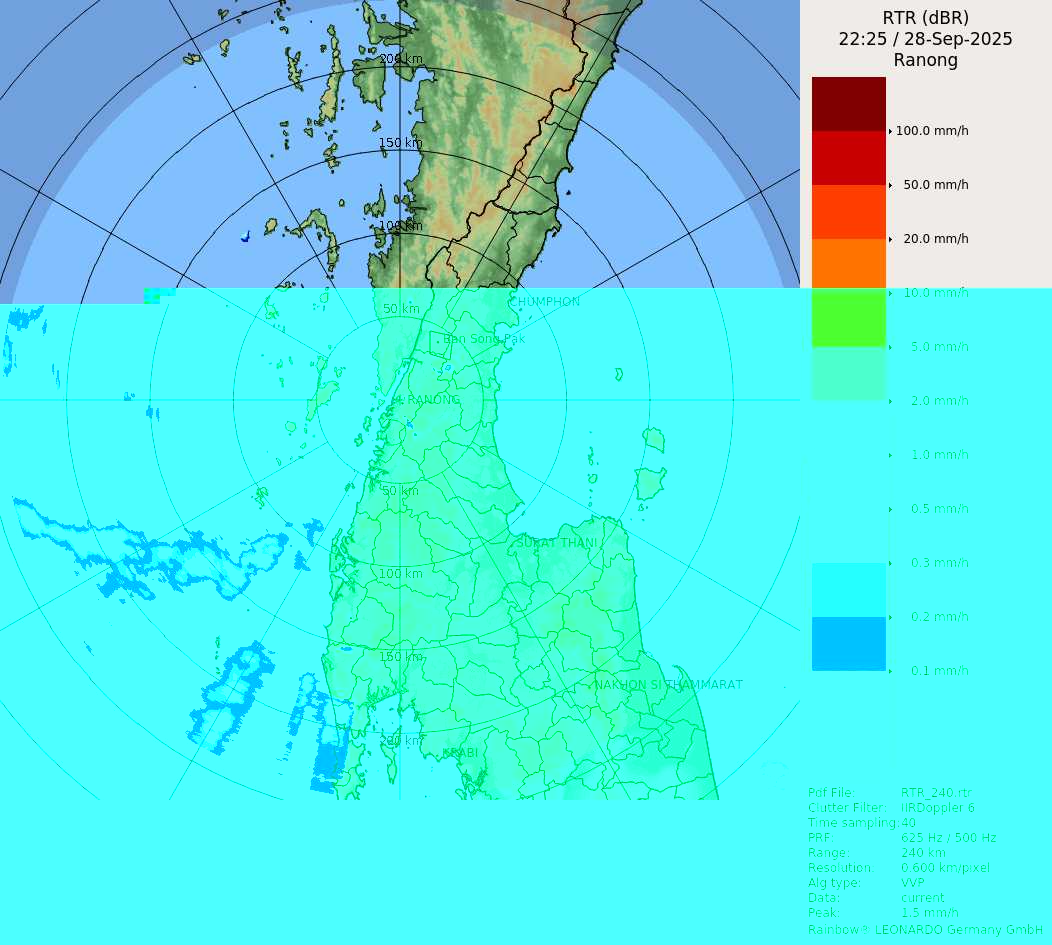 RTR (dBR)
22:25 / 28-Sep-2025
Ranong
100.0 mm/h
50.0 mm/h
20.0 mm/h
10.0 mm/h
5.0 mm/h
2.0 mm/h
1.0 mm/h
0.5 mm/h
0.3 mm/h
0.2 mm/h
0.1 mm/h
200 km
150 km
100 km
50 km
CHUMPHON
Ban Song Pak
RANONG
50 km
SURAT THANI
100 km
150 km
NAKHON SI THAMMARAT
200 km
KRABI
Pdf File: RTR_240.rtr
Clutter Filter: IIRDoppler 6
Time sampling: 40
PRF: 625 Hz / 500 Hz
Range: 240 km
Resolution: 0.600 km/pixel
Alg type: VVP
Data: current
Peak: 1.5 mm/h
Rainbow® LEONARDO Germany GmbH